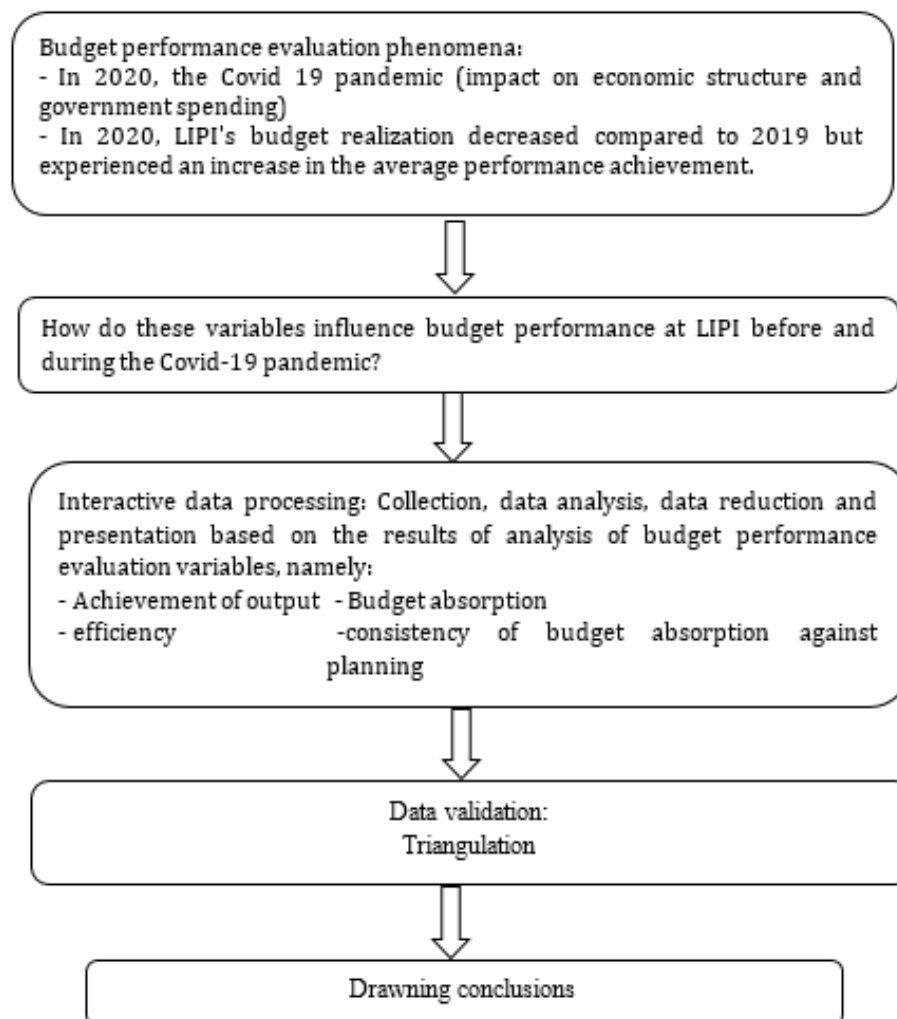 Budget performance evaluation phenomena:
- In 2020, the Covid 19 pandemic (impact on economic structure and
government spending)
- In 2020, LIPI's budget realization decreased compared to 2019 but
experienced an increase in the average performance achievement.
How do these variables influence budget performance at LIPI before and
during the Covid-19 pandemic?
Interactive data processing: Collection, data analysis, data reduction and
presentation based on the results of analysis of budget performance
evaluation variables, namely:
- Achievement of output - Budget absorption
- efficiency -consistency of budget absorption against
planning
Data validation:
Triangulation
Drawning conclusions